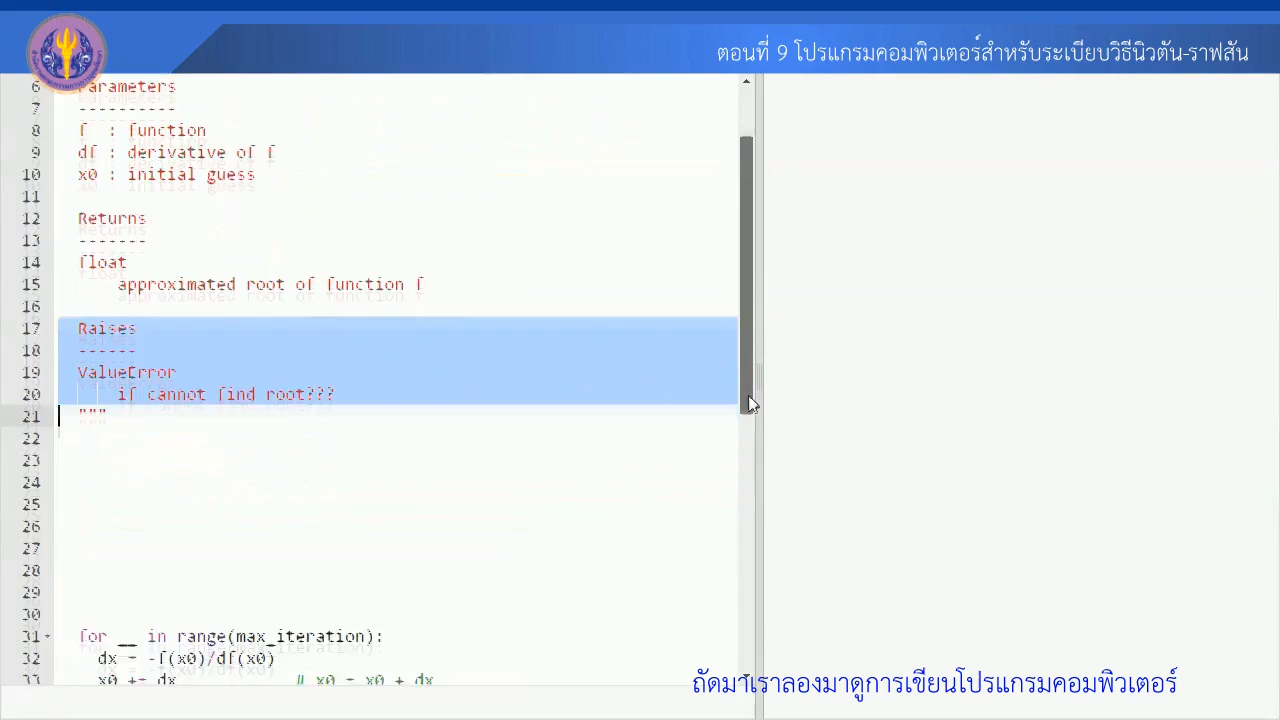 ตอนที่ 9 โปรแกรมคอมพิวเตอร์สำหรับระเบียบวิธีนิวตัน-ราฟสัน
6 Parameters
7 ----------
8 f  : function
9 df : derivative of f
10 x0 : initial guess
11
12 Returns
13 -------
14 float
15     approximated root of function f
16
17 Raises
18 ------
19 ValueError
20     if cannot find root???
21 """
22
23
24
25
26
27
28
29
30
31 for __ in range(max_iteration):
32   dx = -f(x0)/df(x0)
33   x0 += dx            # x0 = x0 + dx
ถัดมาเราลองมาดูการเขียนโปรแกรมคอมพิวเตอร์